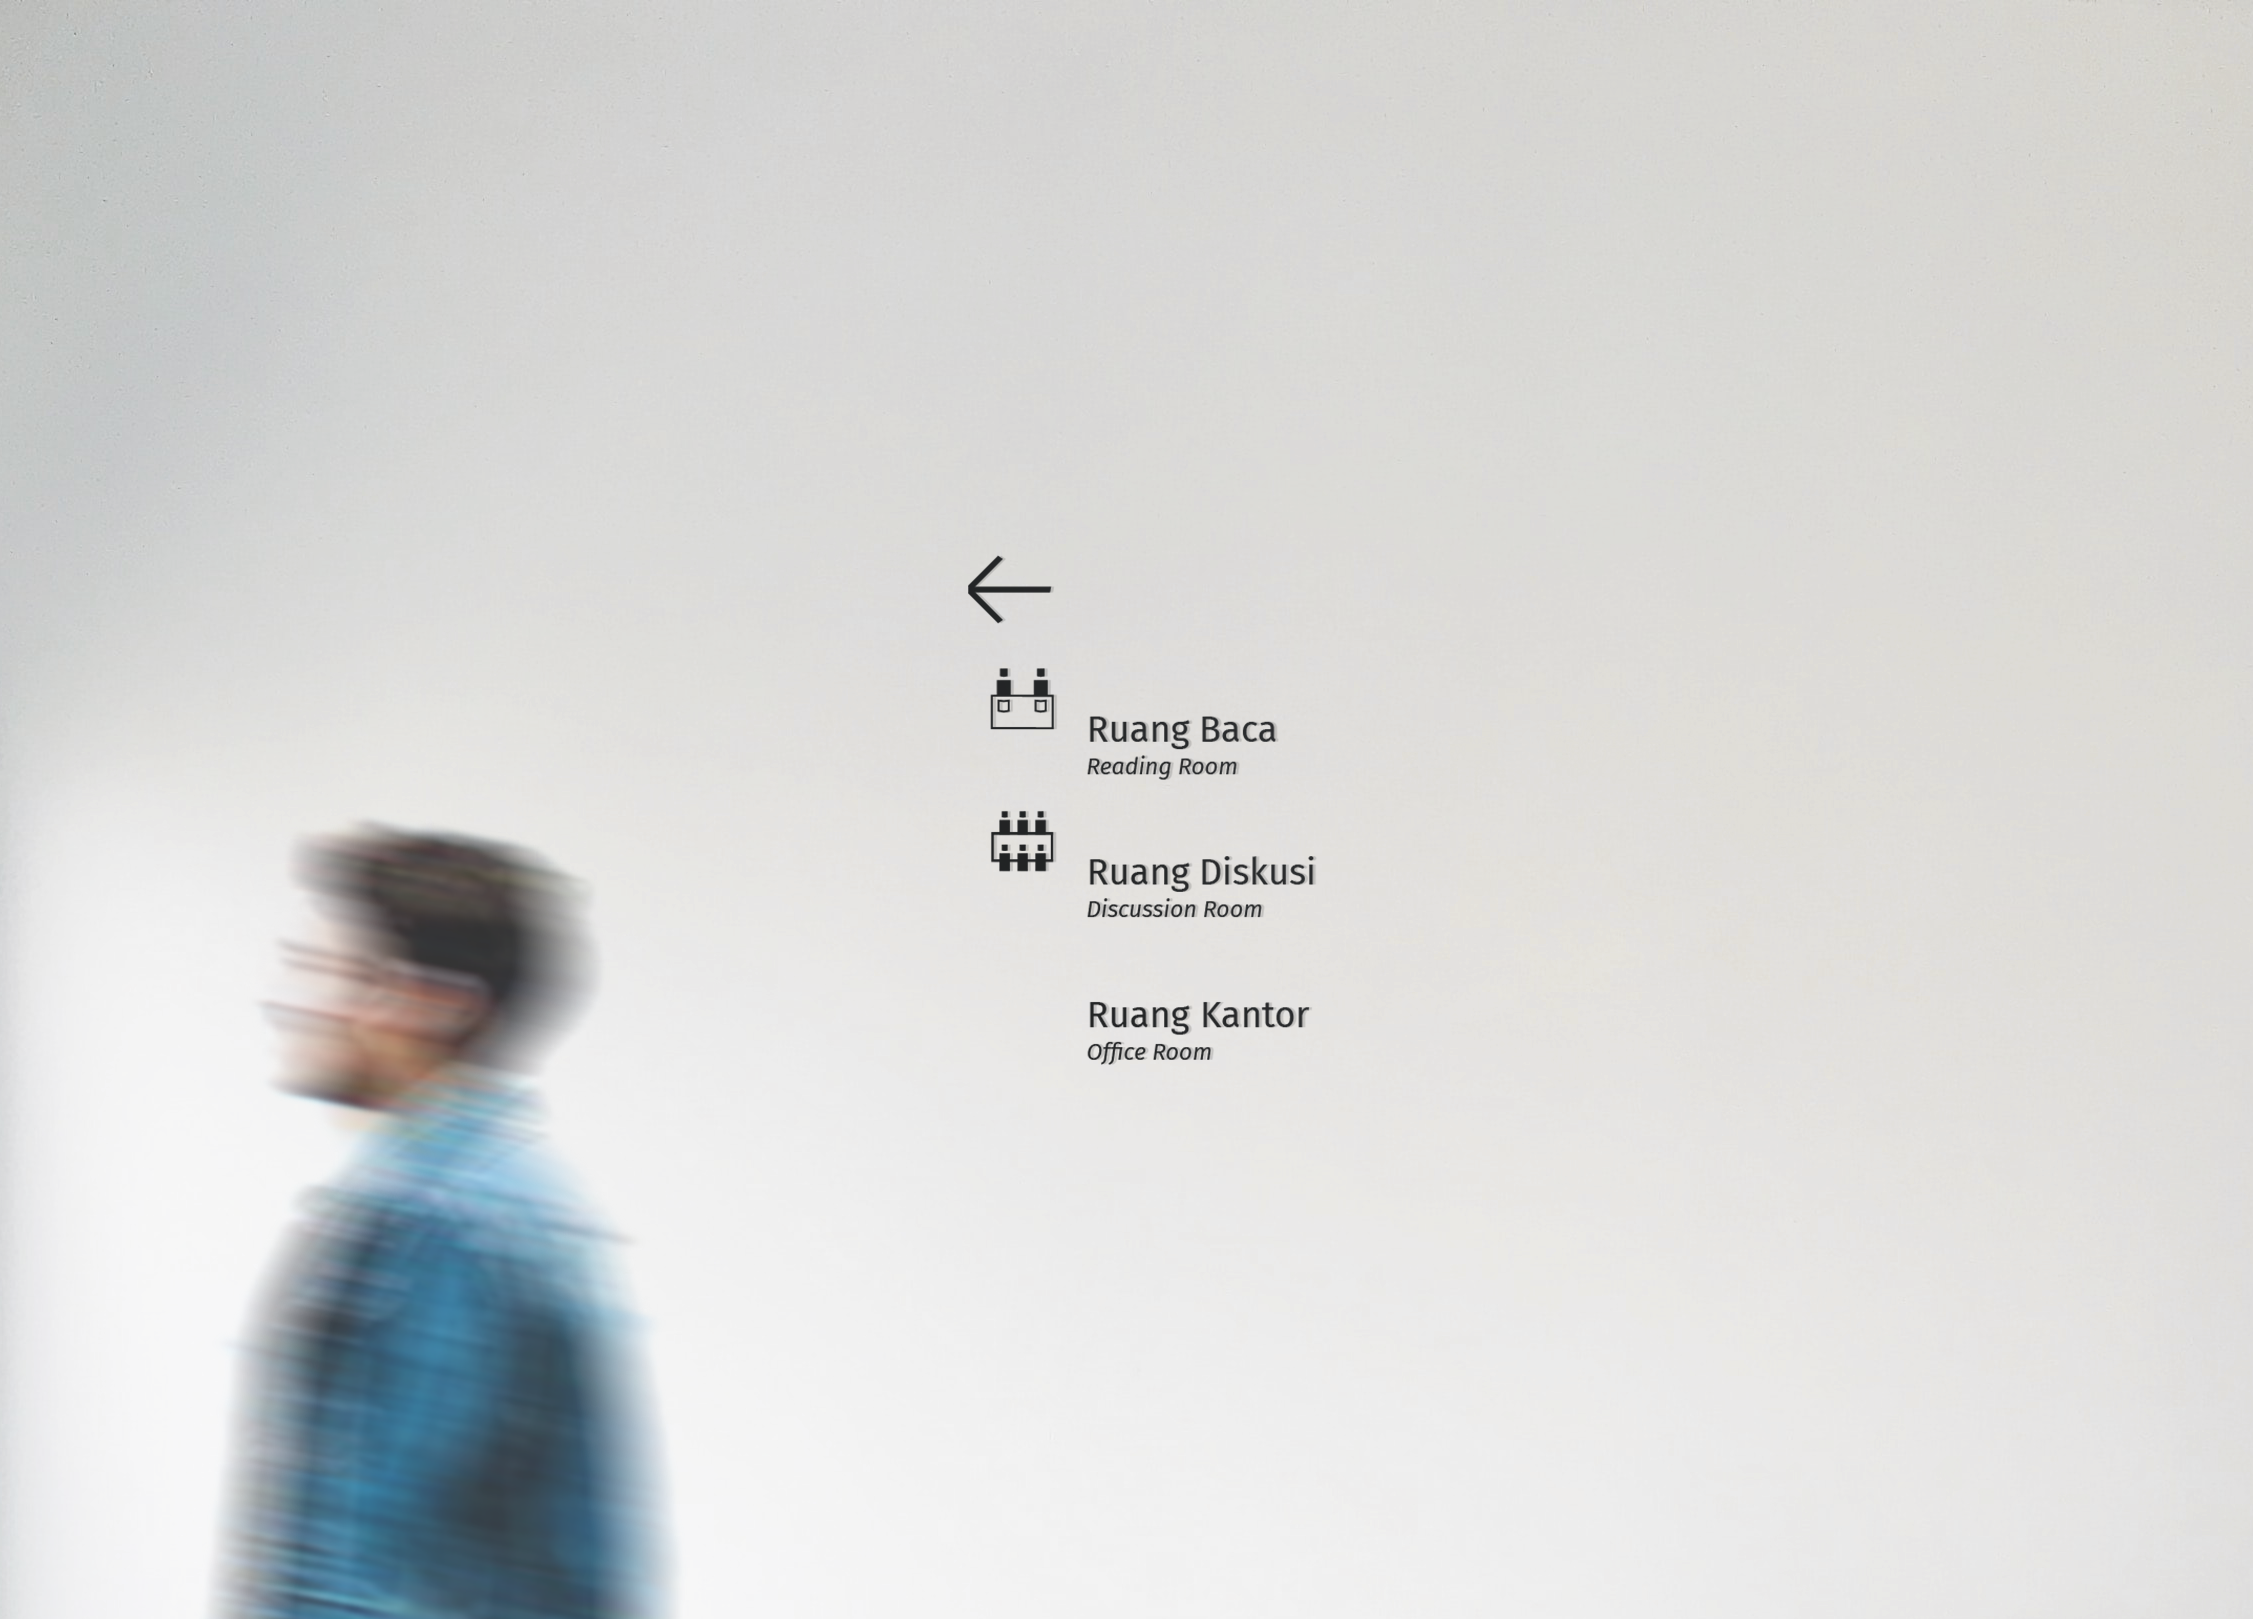 Ruang Baca
Reading Room
Ruang Diskusi
Discussion Room
Ruang Kantor
Office Room